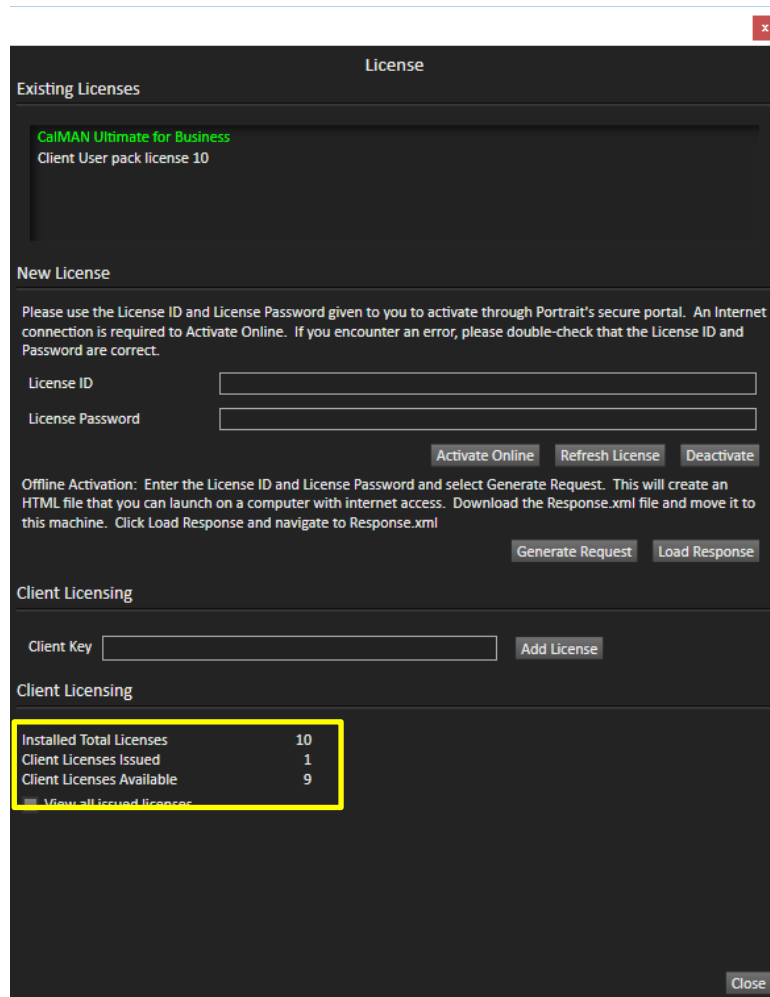 x
License
Existing Licenses
CalMAN Ultimate for Business
Client User pack license 10
New License
Please use the License ID and License Password given to you to activate through Portrait's secure portal. An Internet
connection is required to Activate Online. If you encounter an error, please double-check that the License ID and
Password are correct.
License ID
License Password
Activate Online Refresh License Deactivate
Offline Activation: Enter the License ID and License Password and select Generate Request. This will create an
HTML file that you can launch on a computer with internet access. Download the Response.xml file and move it to
this machine. Click Load Response and navigate to Response.xml
Generate Request Load Response
Client Licensing
Client Key Add License
Client Licensing
Installed Total Licenses 10
Client Licenses Issued 1
Client Licenses Available 9
View all issued licenses
Close